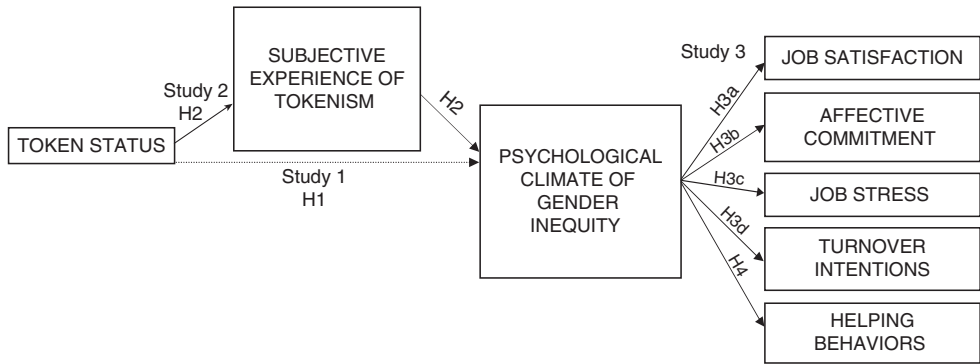 TOKEN STATUS
Study 2
H2
SUBJECTIVE
EXPERIENCE OF
TOKENISM
H2
Study 1
H1
PSYCHOLOGICAL
CLIMATE OF
GENDER
INEQUITY
Study 3
H3a
H3b
H3c
H3d
H4
JOB SATISFACTION
AFFECTIVE
COMMITMENT
JOB STRESS
TURNOVER
INTENTIONS
HELPING
BEHAVIORS